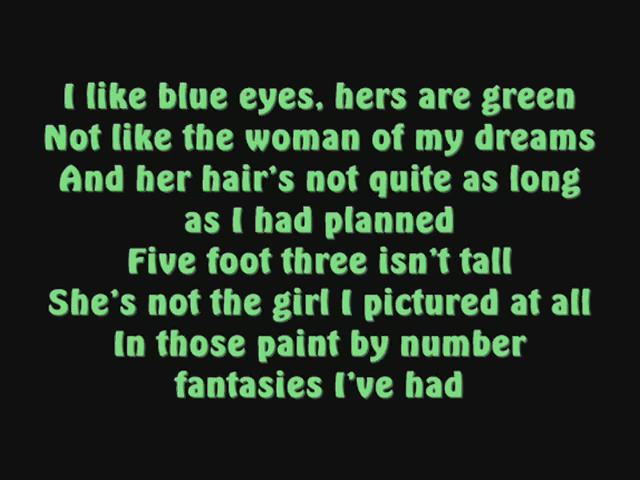 I like blue eyes, hers are green
Not like the woman of my dreams
And her hair's not quite as long
as I had planned
Five foot three isn't tall
She's not the girl I pictured at all
In those paint by number
fantasies I've had